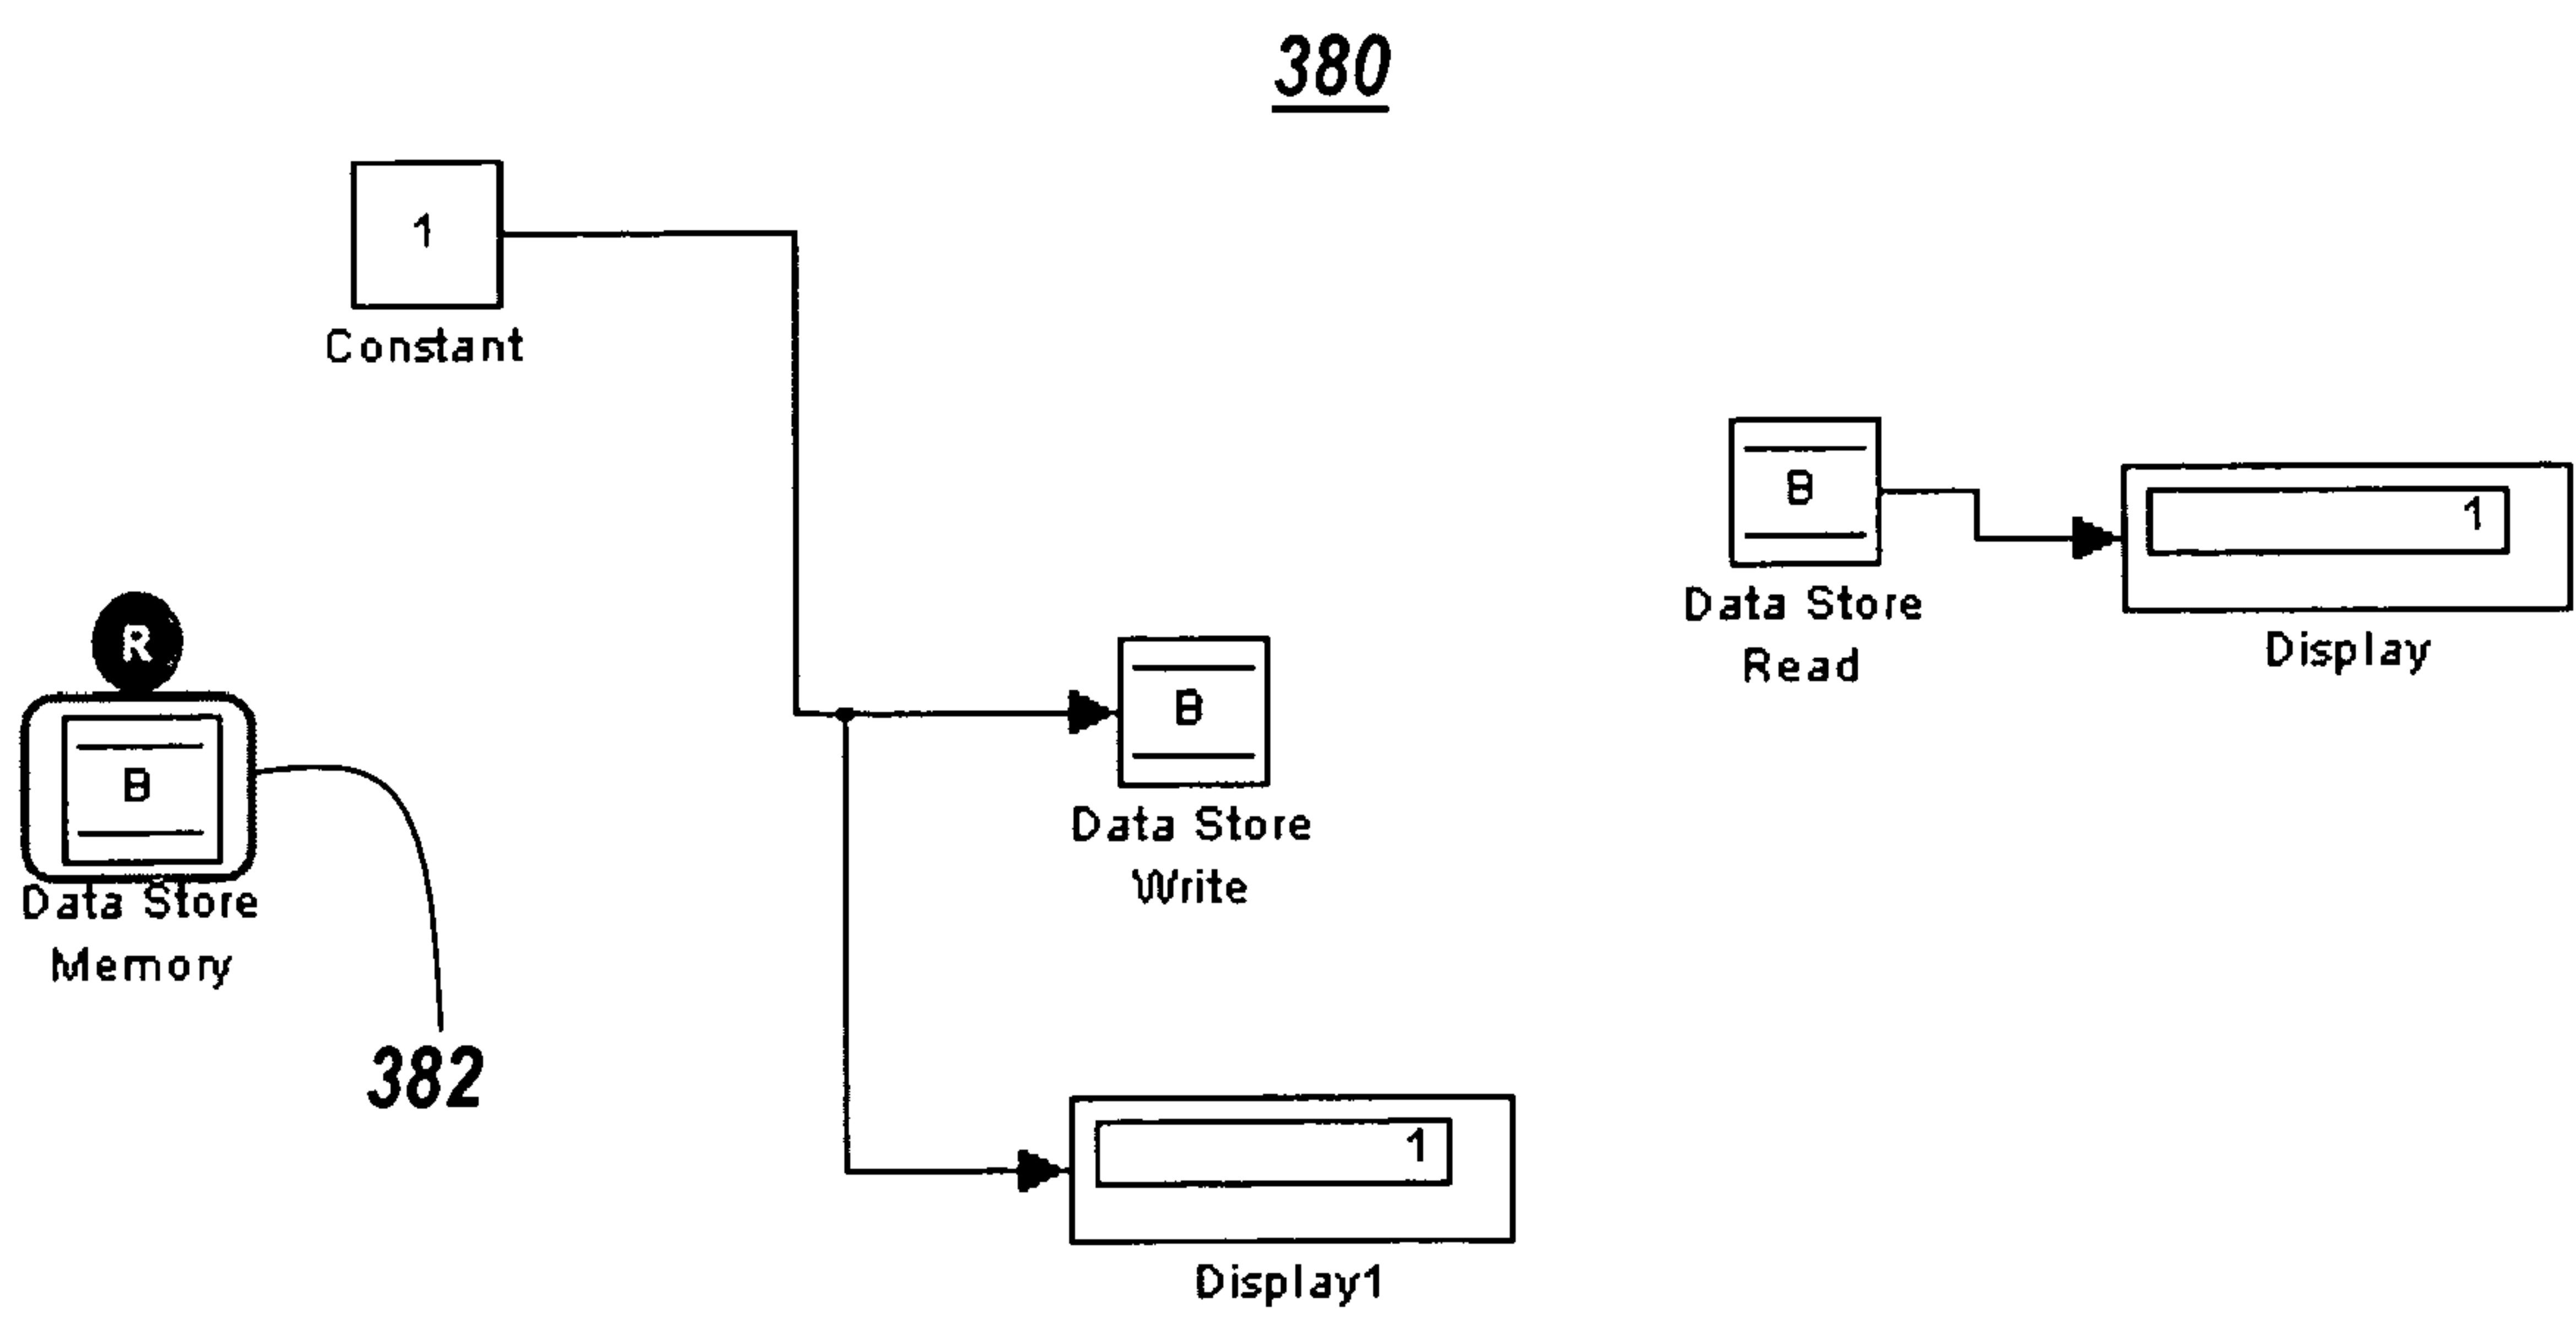 380
1
Constant
B
Data Store
Read
1
Display
R
B
Data Store
Memory
B
Data Store
Write
382
1
Display1